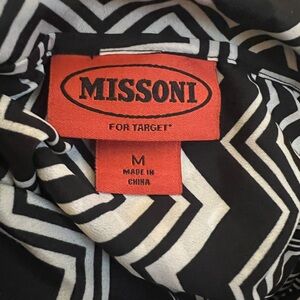 MISSONI
FOR TARGET*
M
MADE IN
CHINA